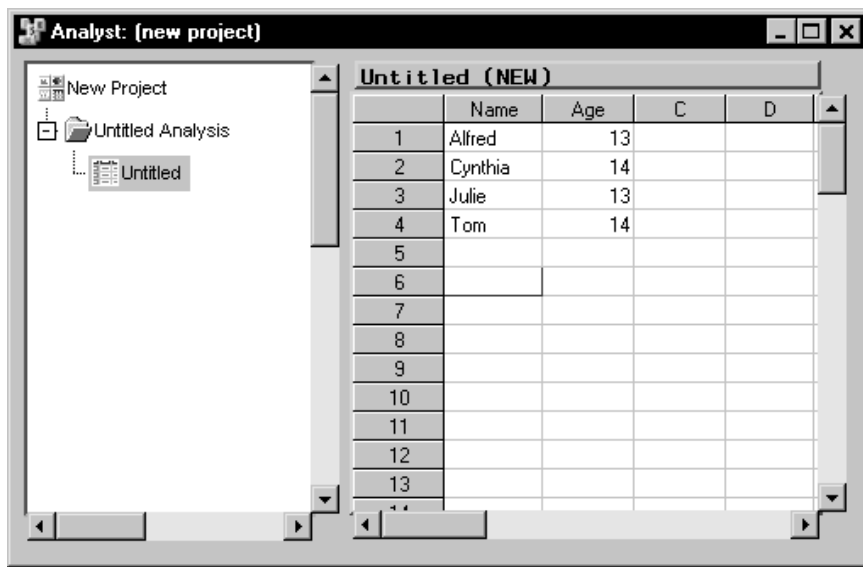 Analyst: (new project)
New Project
Untitled Analysis
Untitled
Untitled (NEW)
Name Age C D
1 Alfred 13
2 Cynthia 14
3 Julie 13
4 Tom 14
5
6
7
8
9
10
11
12
13